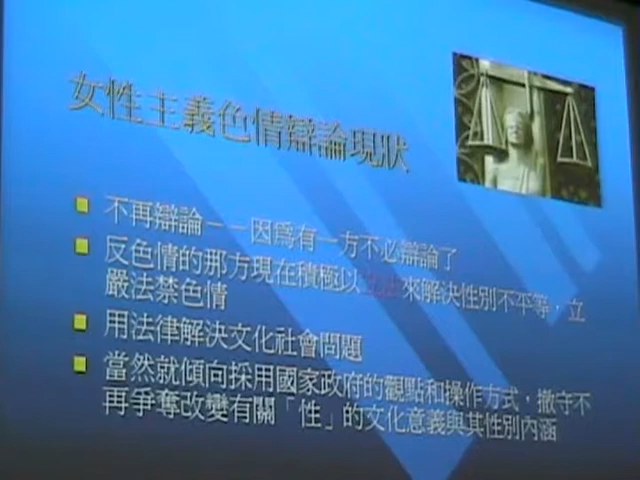 女性主義色情辯論現狀
不再辯論－－因為有一方不必辯論了
反色情的那方現在積極以立法來解決性別不平等，立
嚴法禁色情
用法律解決文化社會問題
當然就傾向採用國家政府的觀點和操作方式，撤守不
再爭奪改變有關「性」的文化意義與其性別內涵